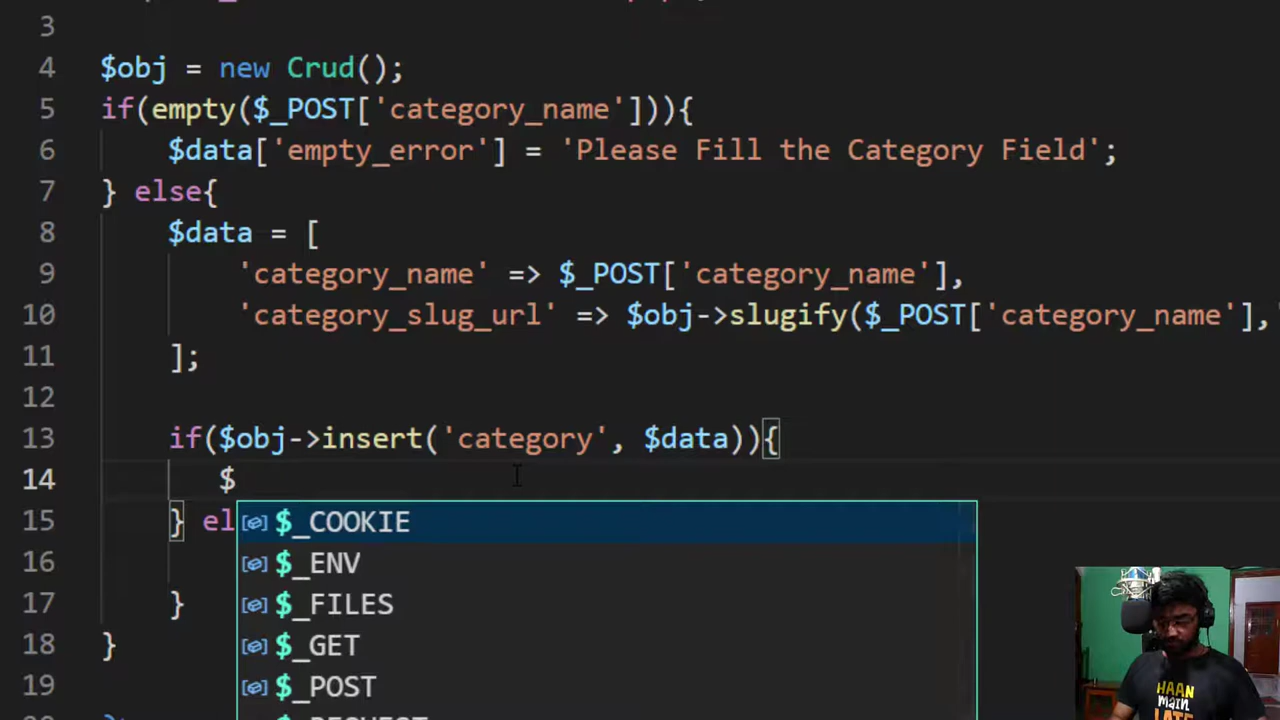 3
4 $obj = new Crud();
5 if(empty($_POST['category_name'])){
6 $data['empty_error'] = 'Please Fill the Category Field';
7 } else{
8 $data = [
9 'category_name' => $_POST['category_name'],
10 'category_slug_url' => $obj->slugify($_POST['category_name'],
11 ];
12
13 if($obj->insert('category', $data)){
14 $
$_COOKIE
15 } el
$_ENV
16
$_FILES
17 }
$_GET
18 }
$_POST
19
HAAN
main
LATE